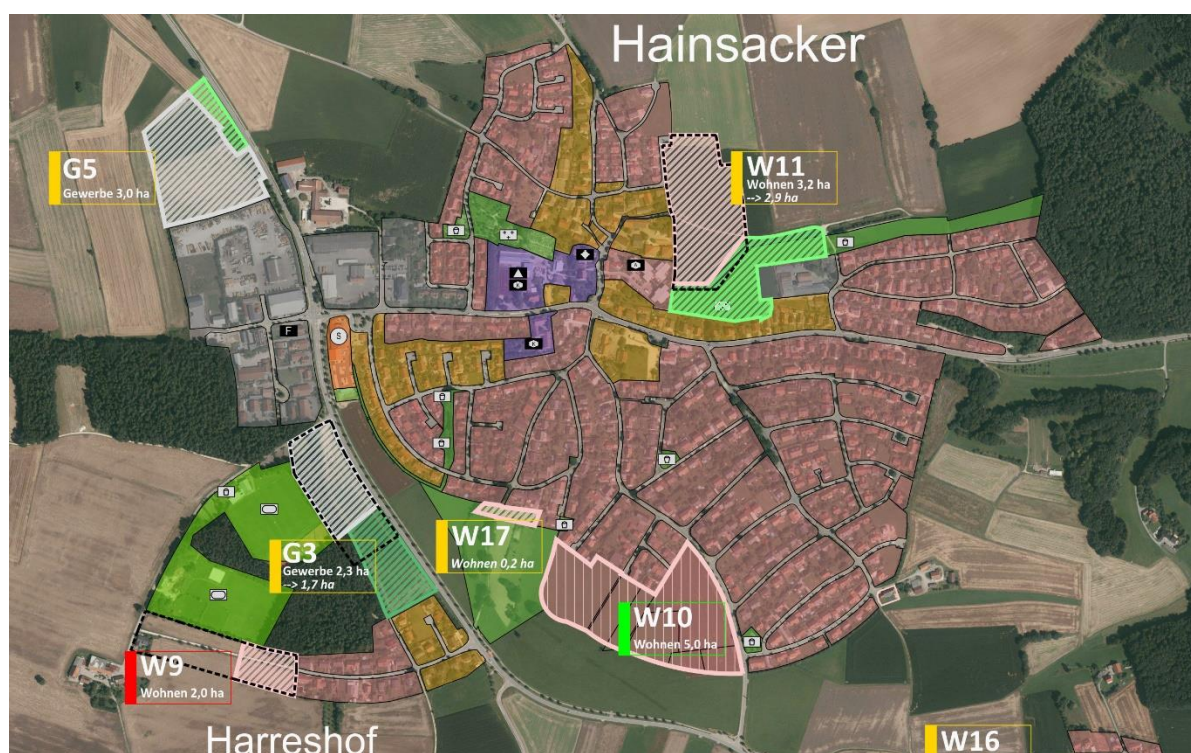 Hainsacker
G5
Gewerbe 3,0 ha
W11
Wohnen 3,2 ha
--> 2,9 ha
F
S
G3
Gewerbe 2,3 ha
--> 1,7 ha
W17
Wohnen 0,2 ha
W10
Wohnen 5,0 ha
W9
Wohnen 2,0 ha
Harreshof
W16